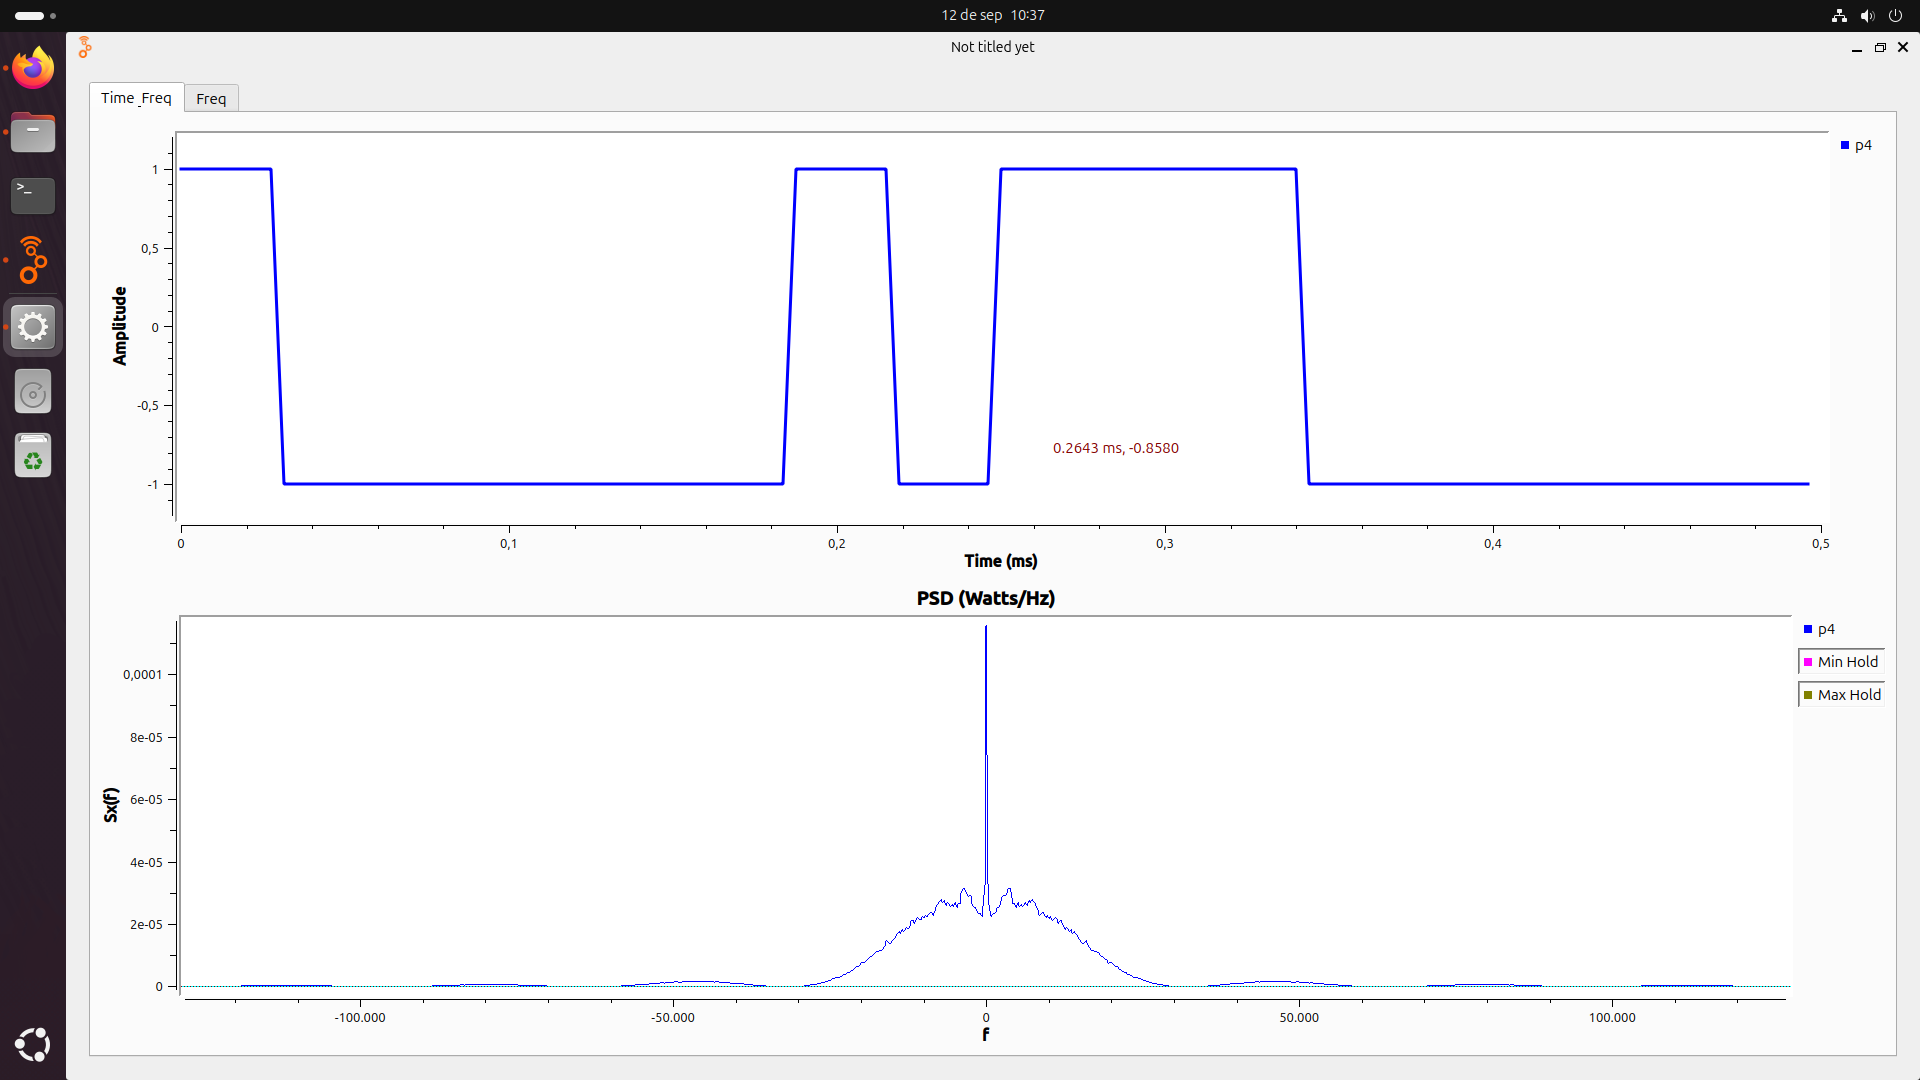 12 de sep 10:37
Not titled yet
Time_Freq
Freq
p4
1
0,5
0
-0,5
-1
Amplitude
0.2643 ms, -0.8580
0
0,1
0,2
0,3
0,4
0,5
Time (ms)
PSD (Watts/Hz)
p4
Min Hold
Max Hold
0,0001
8e-05
6e-05
4e-05
2e-05
0
Sx(f)
-100.000
-50.000
0
50.000
100.000
f
>_